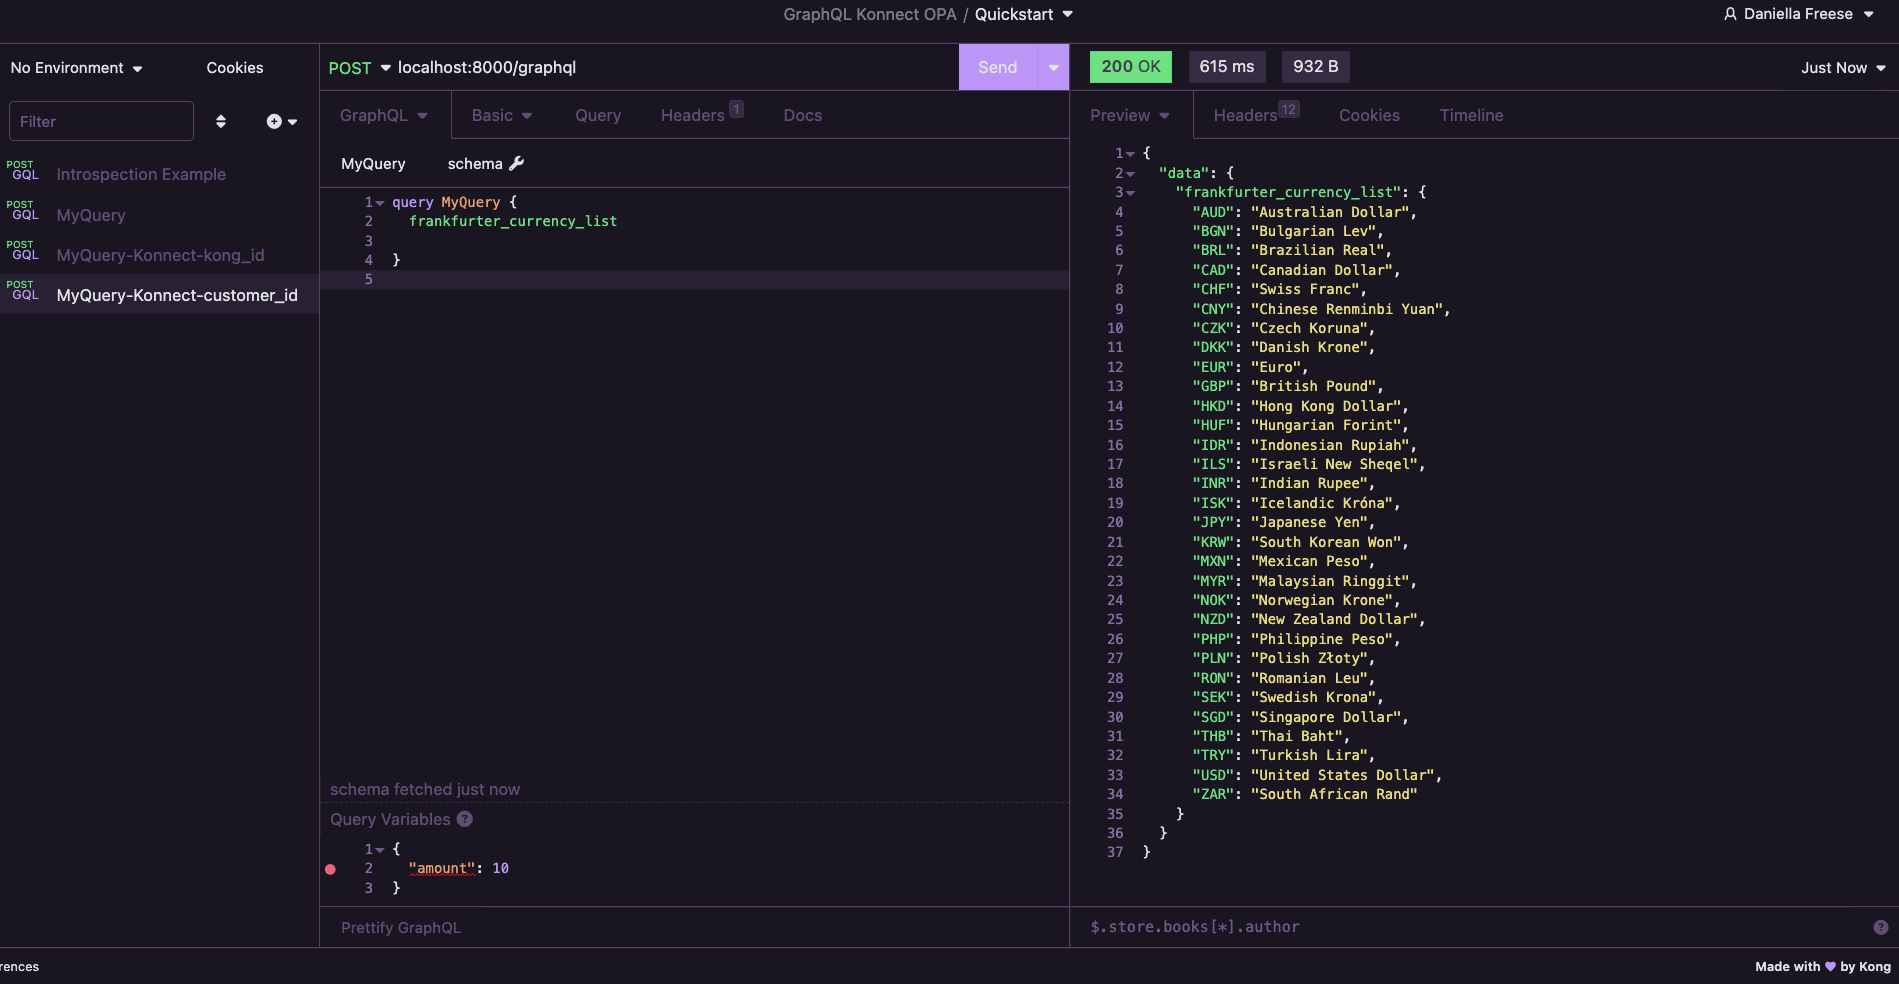 GraphQL Konnect OPA / Quickstart
Daniella Freese
No Environment
Cookies
POST localhost:8000/graphql
Send
200 OK
615 ms
932 B
Just Now
Filter
GraphQL
Basic
Query
Headers 1
Docs
Preview
Headers 12
Cookies
Timeline
POST
GQL Introspection Example
POST
GQL MyQuery
POST
GQL MyQuery-Konnect-kong_id
POST
GQL MyQuery-Konnect-customer_id
MyQuery
schema
1 query MyQuery {
2 frankfurter_currency_list
3
4 }
5
schema fetched just now
Query Variables ?
1 {
2 "amount": 10
3 }
Prettify GraphQL
1 {
2 "data": {
3 "frankfurter_currency_list": {
4 "AUD": "Australian Dollar",
5 "BGN": "Bulgarian Lev",
6 "BRL": "Brazilian Real",
7 "CAD": "Canadian Dollar",
8 "CHF": "Swiss Franc",
9 "CNY": "Chinese Renminbi Yuan",
10 "CZK": "Czech Koruna",
11 "DKK": "Danish Krone",
12 "EUR": "Euro",
13 "GBP": "British Pound",
14 "HKD": "Hong Kong Dollar",
15 "HUF": "Hungarian Forint",
16 "IDR": "Indonesian Rupiah",
17 "ILS": "Israeli New Sheqel",
18 "INR": "Indian Rupee",
19 "ISK": "Icelandic Króna",
20 "JPY": "Japanese Yen",
21 "KRW": "South Korean Won",
22 "MXN": "Mexican Peso",
23 "MYR": "Malaysian Ringgit",
24 "NOK": "Norwegian Krone",
25 "NZD": "New Zealand Dollar",
26 "PHP": "Philippine Peso",
27 "PLN": "Polish Złoty",
28 "RON": "Romanian Leu",
29 "SEK": "Swedish Krona",
30 "SGD": "Singapore Dollar",
31 "THB": "Thai Baht",
32 "TRY": "Turkish Lira",
33 "USD": "United States Dollar",
34 "ZAR": "South African Rand"
35 }
36 }
37 }
$.store.books[*].author
?
rences
Made with 💜 by Kong